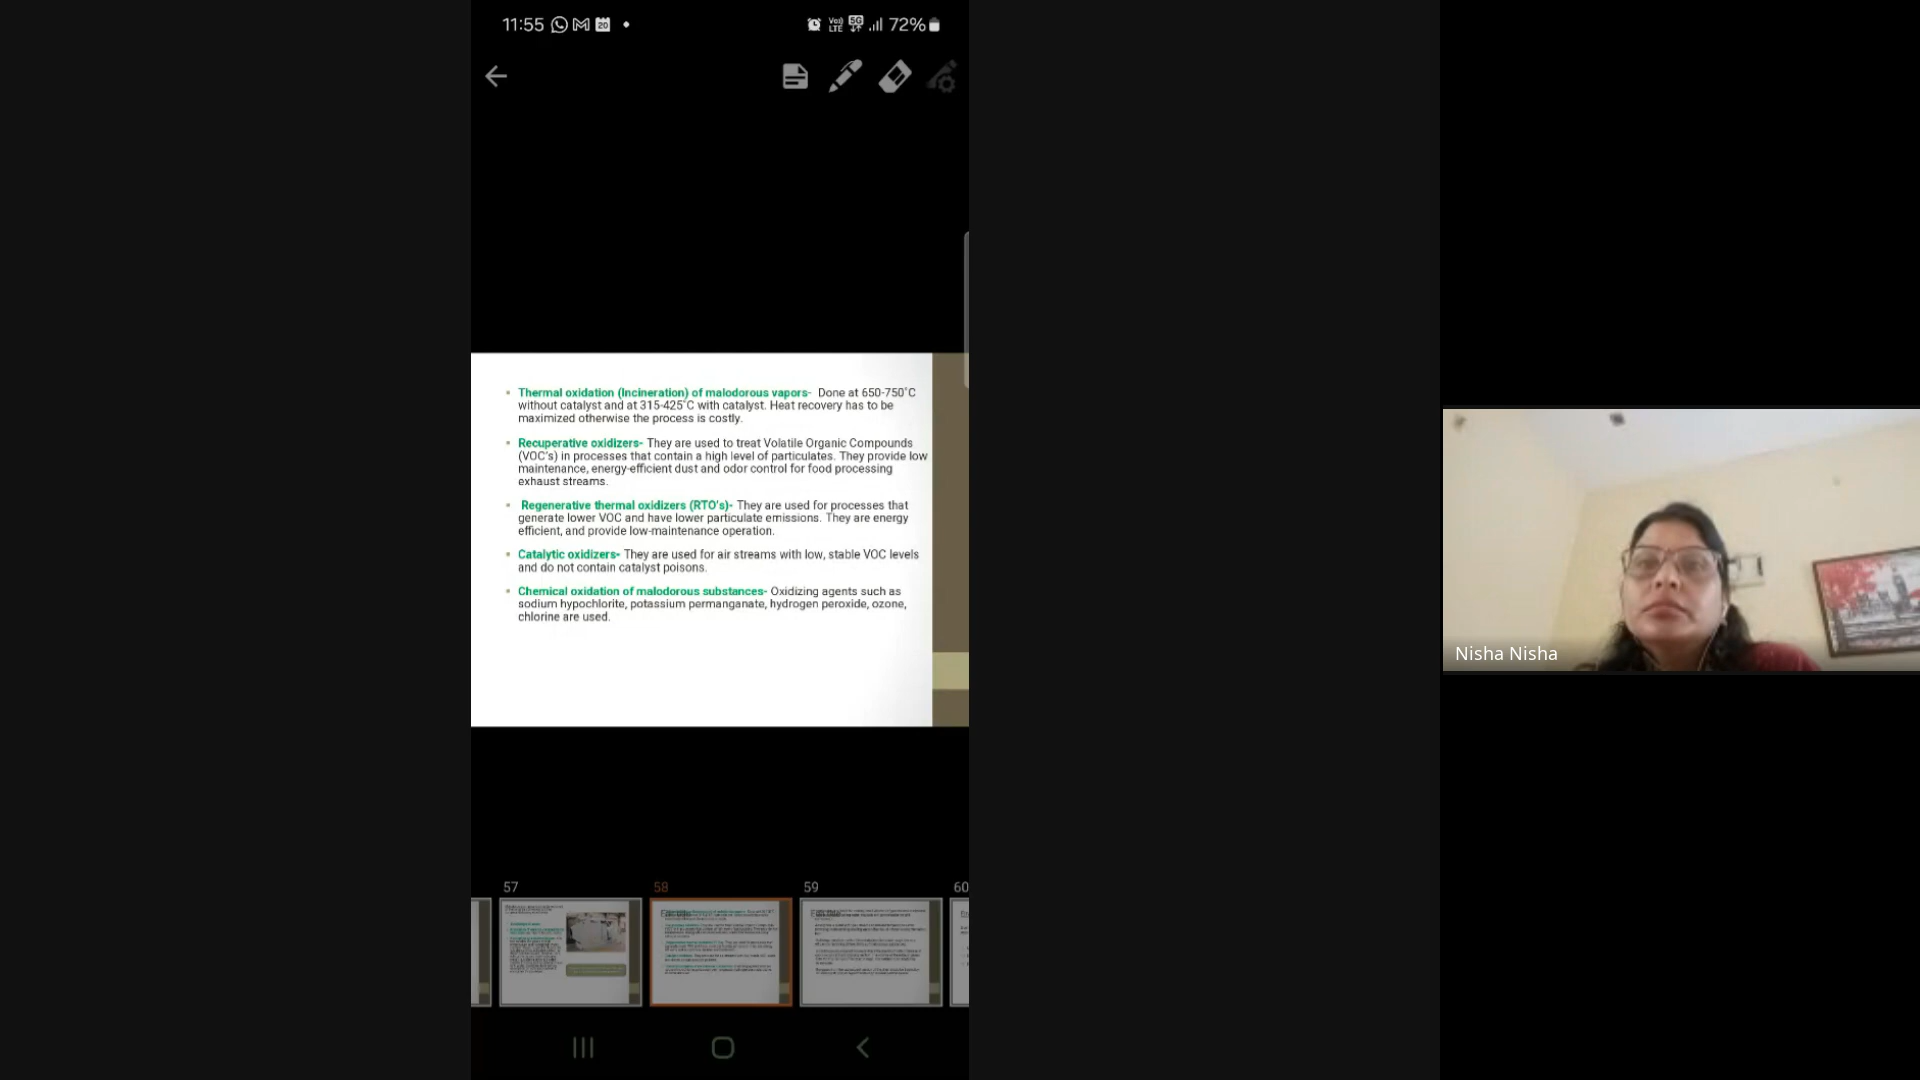 11:55
20
Vo)) LTE 5G 72%
Thermal oxidation (Incineration) of malodorous vapors- Done at 650-750˚C
without catalyst and at 315-425˚C with catalyst. Heat recovery has to be
maximized otherwise the process is costly.
Recuperative oxidizers- They are used to treat Volatile Organic Compounds
(VOC's) in processes that contain a high level of particulates. They provide low
maintenance, energy-efficient dust and odor control for food processing
exhaust streams.
Regenerative thermal oxidizers (RTO's)- They are used for processes that
generate lower VOC and have lower particulate emissions. They are energy
efficient, and provide low-maintenance operation.
Catalytic oxidizers- They are used for air streams with low, stable VOC levels
and do not contain catalyst poisons.
Chemical oxidation of malodorous substances- Oxidizing agents such as
sodium hypochlorite, potassium permanganate, hydrogen peroxide, ozone,
chlorine are used.
Nisha Nisha
57
58
59
60